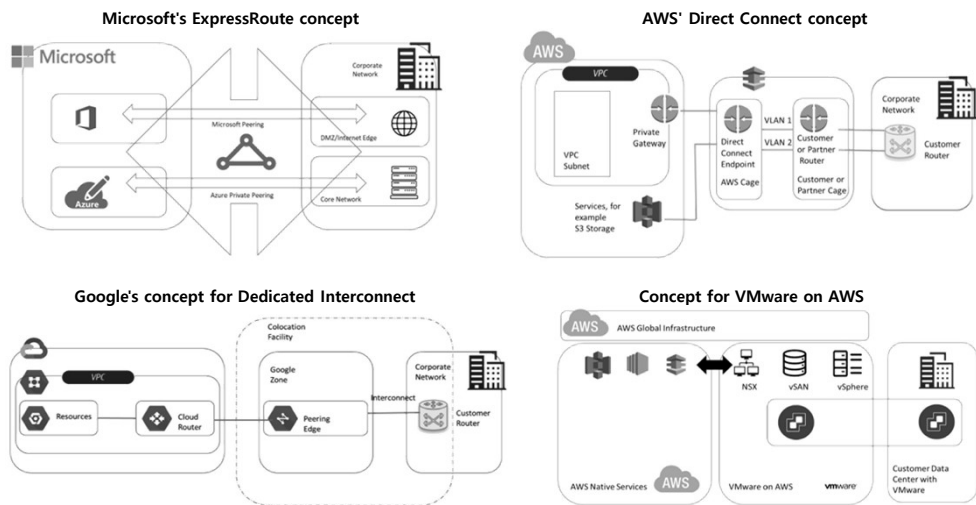 Microsoft's ExpressRoute concept
Microsoft
Corporate
Network
Microsoft Peering
DMZ/Internet Edge
Azure
Azure Private Peering
Core Network
AWS' Direct Connect concept
AWS
VPC
VPC
Subnet
Private
Gateway
Services, for
example
S3 Storage
Direct
Connect
Endpoint
AWS Cage
VLAN 1
VLAN 2
Customer
or Partner
Router
Customer or
Partner Cage
Corporate
Network
Customer
Router
Google's concept for Dedicated Interconnect
VPC
Resources
Cloud
Router
Colocation
Facility
Google
Zone
Peering
Edge
Interconnect
Corporate
Network
Customer
Router
Concept for VMware on AWS
AWS
AWS Global Infrastructure
AWS Native Services
AWS
NSX
vSAN
vSphere
VMware on AWS
vmware
Customer Data
Center with
VMware